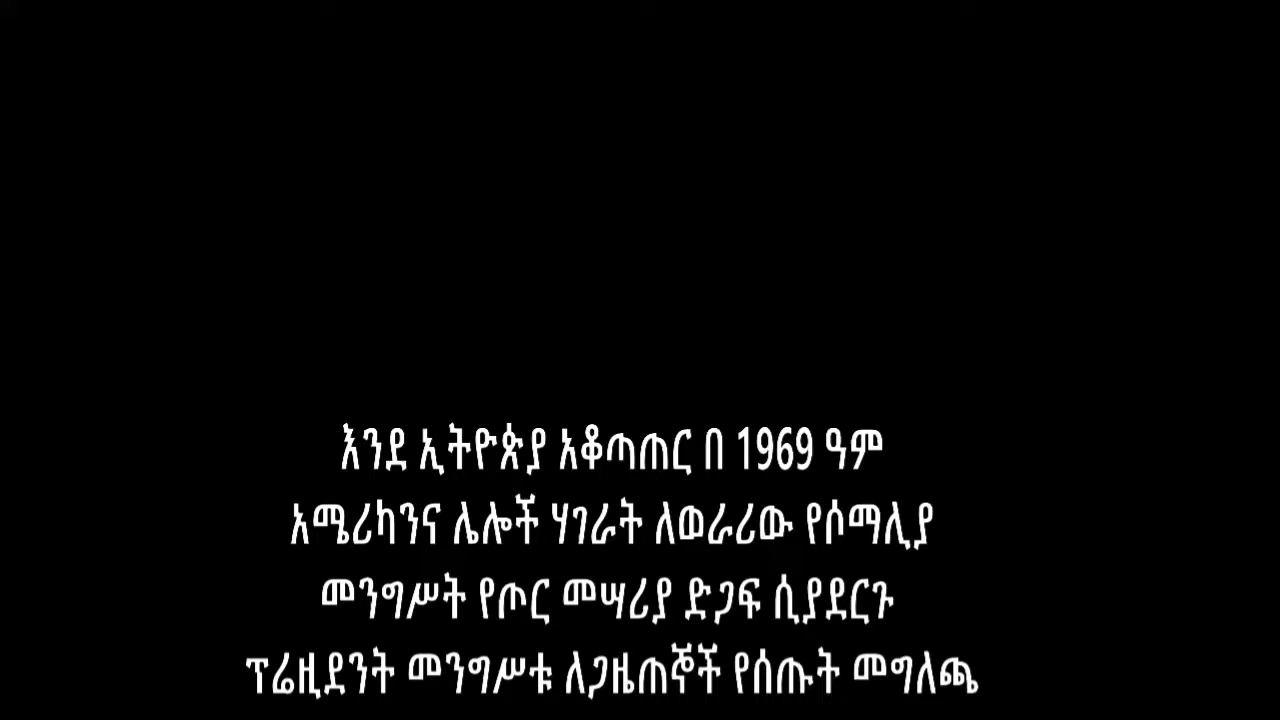 እንደ ኢትዮጵያ አቆጣጠር በ 1969 ዓም
አሜሪካንና ሌሎች ሃገራት ለወራሪው የሶማሊያ
መንግሥት የጦር መሣሪያ ድጋፍ ሲያደርጉ
ፕሬዚደንት መንግሥቱ ለጋዜጠኞች የሰጡት መግለጫ